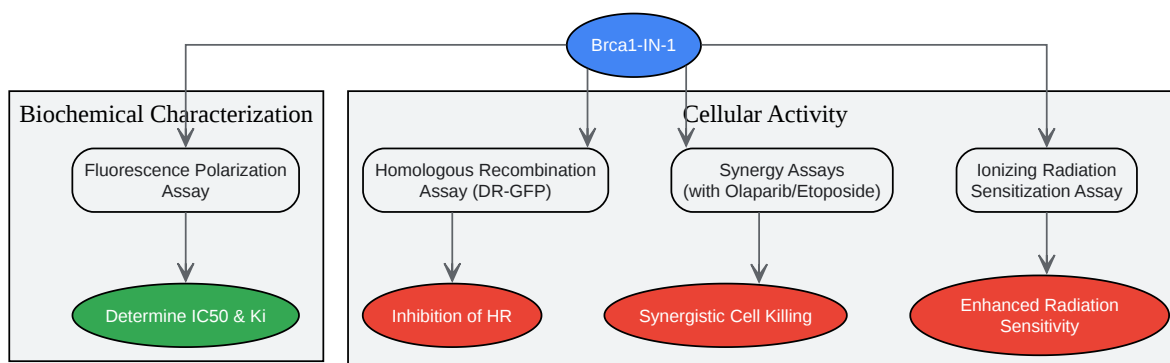 Brca1-IN-1
Biochemical Characterization
Cellular Activity
Fluorescence Polarization
Assay
Homologous Recombination
Assay (DR-GFP)
Synergy Assays
(with Olaparib/Etoposide)
Ionizing Radiation
Sensitization Assay
Determine IC50 & Ki
Inhibition of HR
Synergistic Cell Killing
Enhanced Radiation
Sensitivity